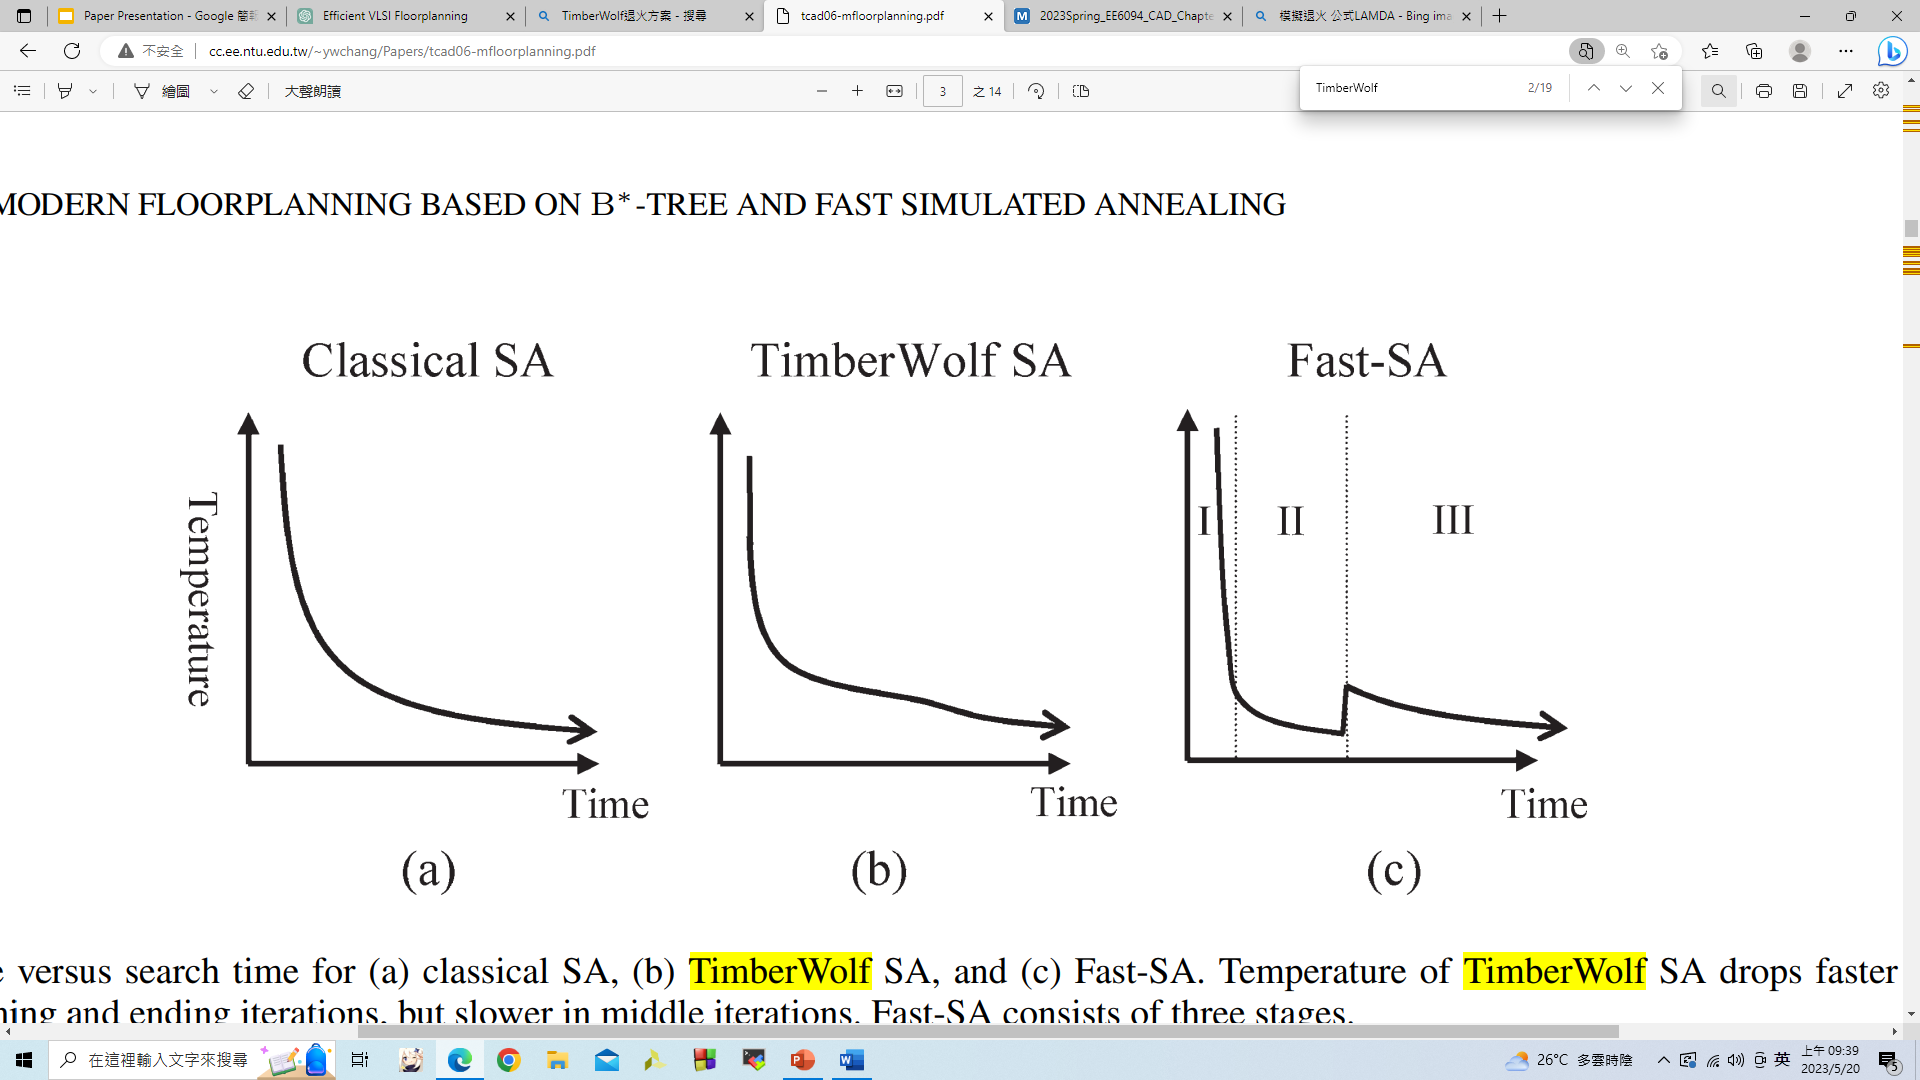 Paper Presentation - Google 簡報
Efficient VLSI Floorplanning
TimberWolf退火方案 - 搜尋
tcad06-mfloorplanning.pdf
2023Spring_EE6094_CAD_Chapte
模擬退火 公式LAMDA - Bing ima
不安全
cc.ee.ntu.edu.tw/~ywchang/Papers/tcad06-mfloorplanning.pdf
繪圖
大聲朗讀
3
之 14
TimberWolf
2/19
MODERN FLOORPLANNING BASED ON B*-TREE AND FAST SIMULATED ANNEALING
Classical SA
TimberWolf SA
Fast-SA
Temperature
I
II
III
Time
Time
Time
(a)
(b)
(c)
e versus search time for (a) classical SA, (b) TimberWolf SA, and (c) Fast-SA. Temperature of TimberWolf SA drops faster
ning and ending iterations, but slower in middle iterations. Fast-SA consists of three stages.
在這裡輸入文字來搜尋
26°C 多雲時陰
英
上午 09:39
2023/5/20
5